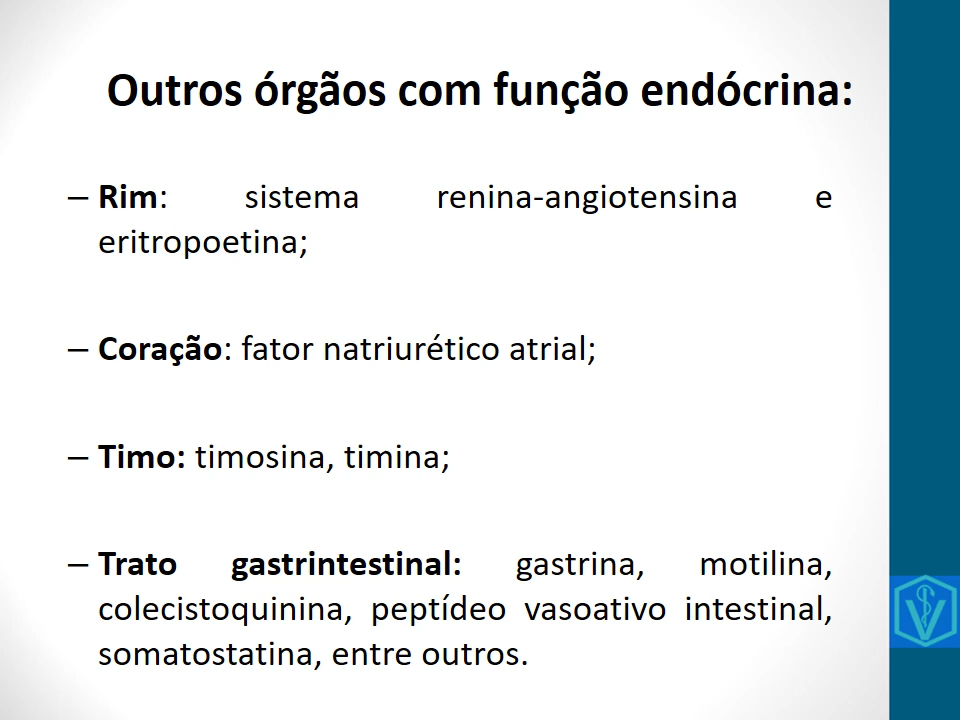 Outros órgãos com função endócrina:
– Rim: sistema renina-angiotensina e
eritropoetina;
– Coração: fator natriurético atrial;
– Timo: timosina, timina;
– Trato gastrintestinal: gastrina, motilina,
colecistoquinina, peptídeo vasoativo intestinal,
somatostatina, entre outros.
V